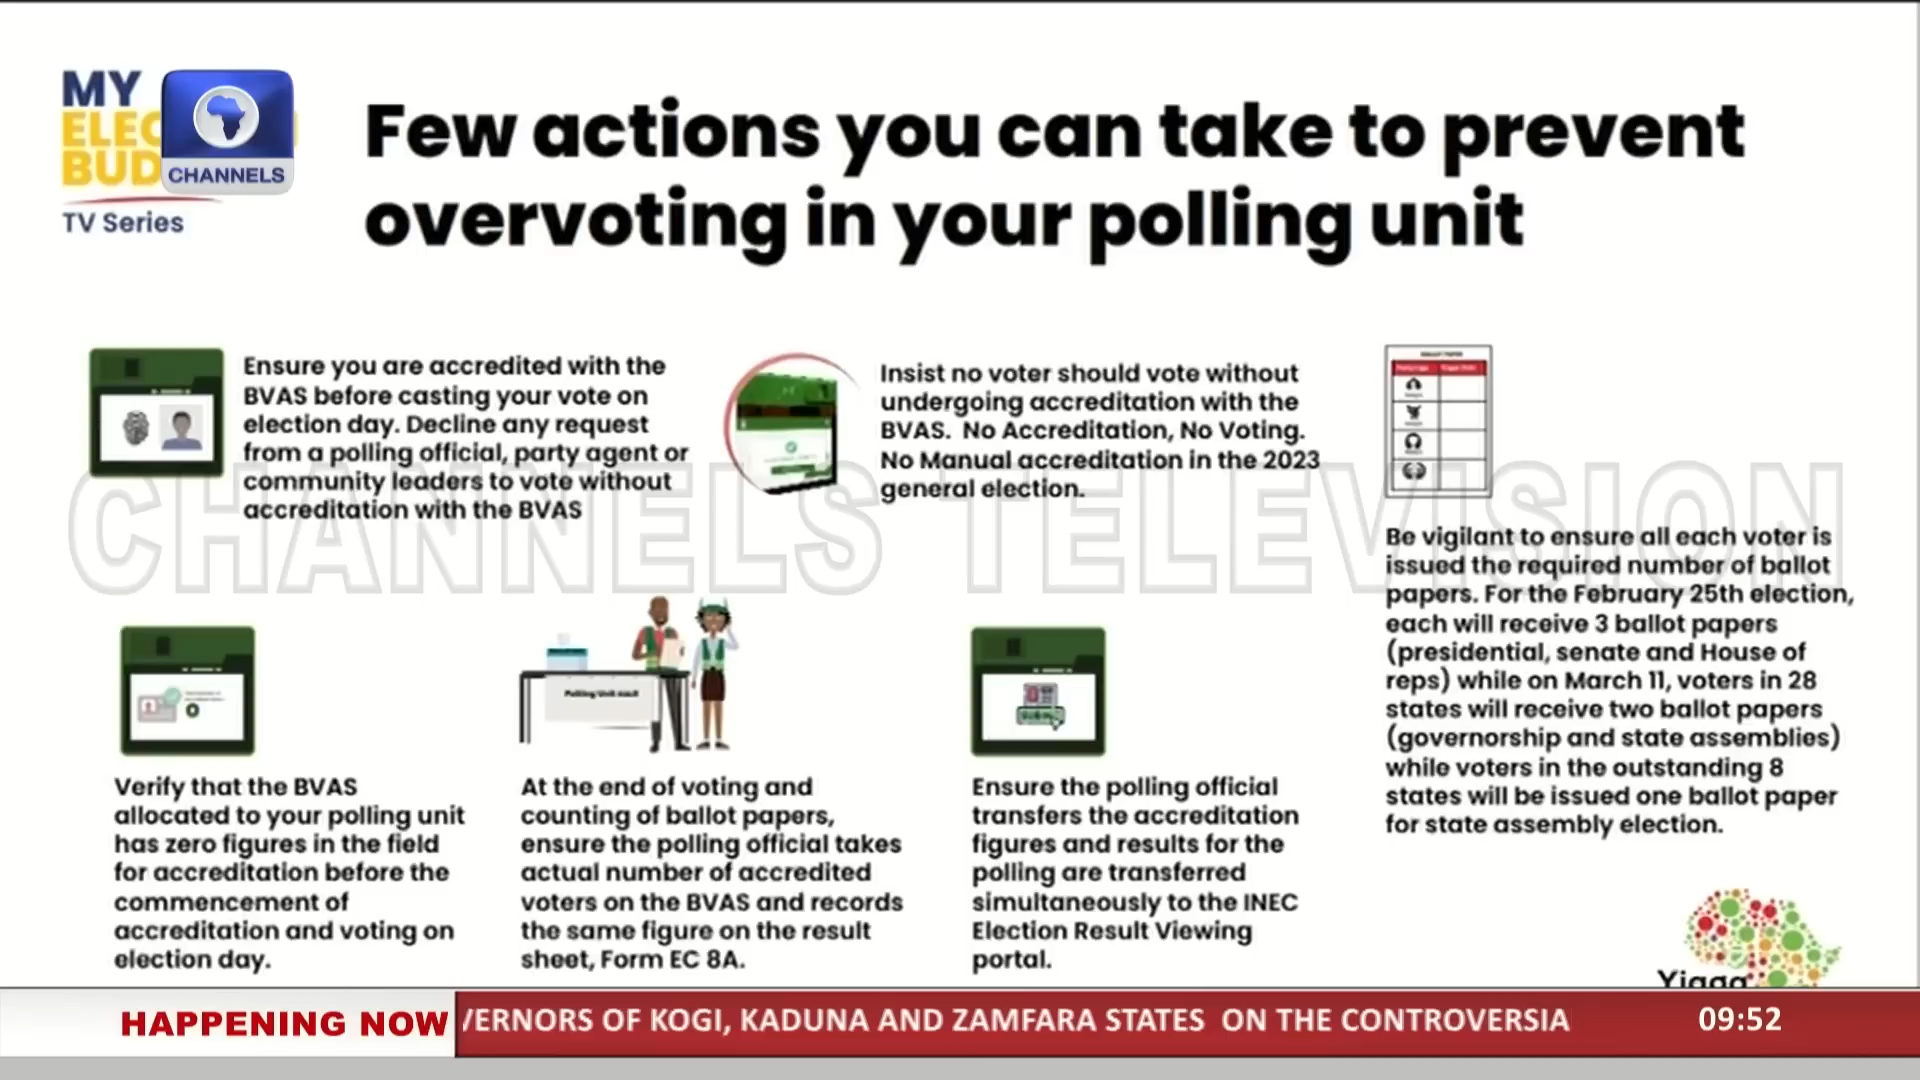 MY
ELEC
BUD
CHANNELS
TV Series
Few actions you can take to prevent
overvoting in your polling unit
Ensure you are accredited with the
BVAS before casting your vote on
election day. Decline any request
from a polling official, party agent or
community leaders to vote without
accreditation with the BVAS
Insist no voter should vote without
undergoing accreditation with the
BVAS. No Accreditation, No Voting.
No Manual accreditation in the 2023
general election.
CHANNELS TELEVISION
Be vigilant to ensure all each voter is
issued the required number of ballot
papers. For the February 25th election,
each will receive 3 ballot papers
(presidential, senate and House of
reps) while on March 11, voters in 28
states will receive two ballot papers
(governorship and state assemblies)
while voters in the outstanding 8
states will be issued one ballot paper
for state assembly election.
Polling Unit
Verify that the BVAS
allocated to your polling unit
has zero figures in the field
for accreditation before the
commencement of
accreditation and voting on
election day.
At the end of voting and
counting of ballot papers,
ensure the polling official takes
actual number of accredited
voters on the BVAS and records
the same figure on the result
sheet, Form EC 8A.
Ensure the polling official
transfers the accreditation
figures and results for the
polling are transferred
simultaneously to the INEC
Election Result Viewing
portal.
Yiaga
HAPPENING NOW
VERNORS OF KOGI, KADUNA AND ZAMFARA STATES ON THE CONTROVERSIA
09:52